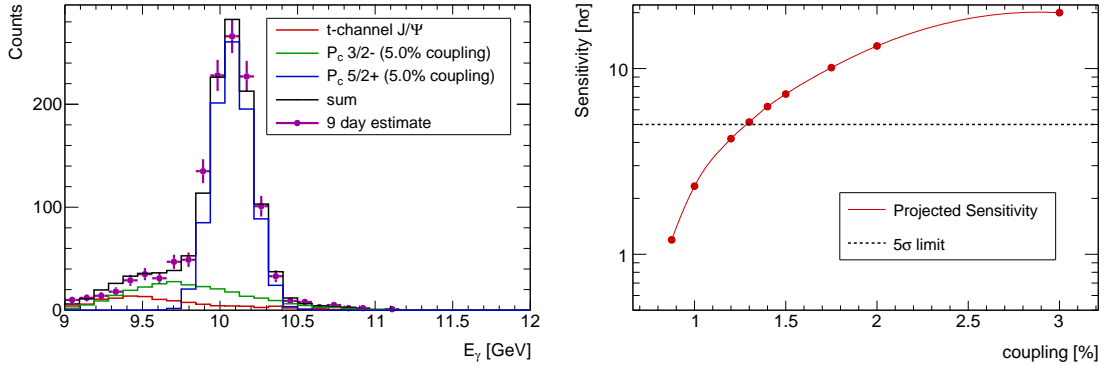 Counts
t-channel J/Ψ
P_c 3/2- (5.0% coupling)
P_c 5/2+ (5.0% coupling)
sum
9 day estimate
200
100
0
9 9.5 10 10.5 11 11.5 12
E_γ [GeV]
Sensitivity [nσ]
10
1
Projected Sensitivity
5σ limit
1 1.5 2 2.5 3
coupling [%]